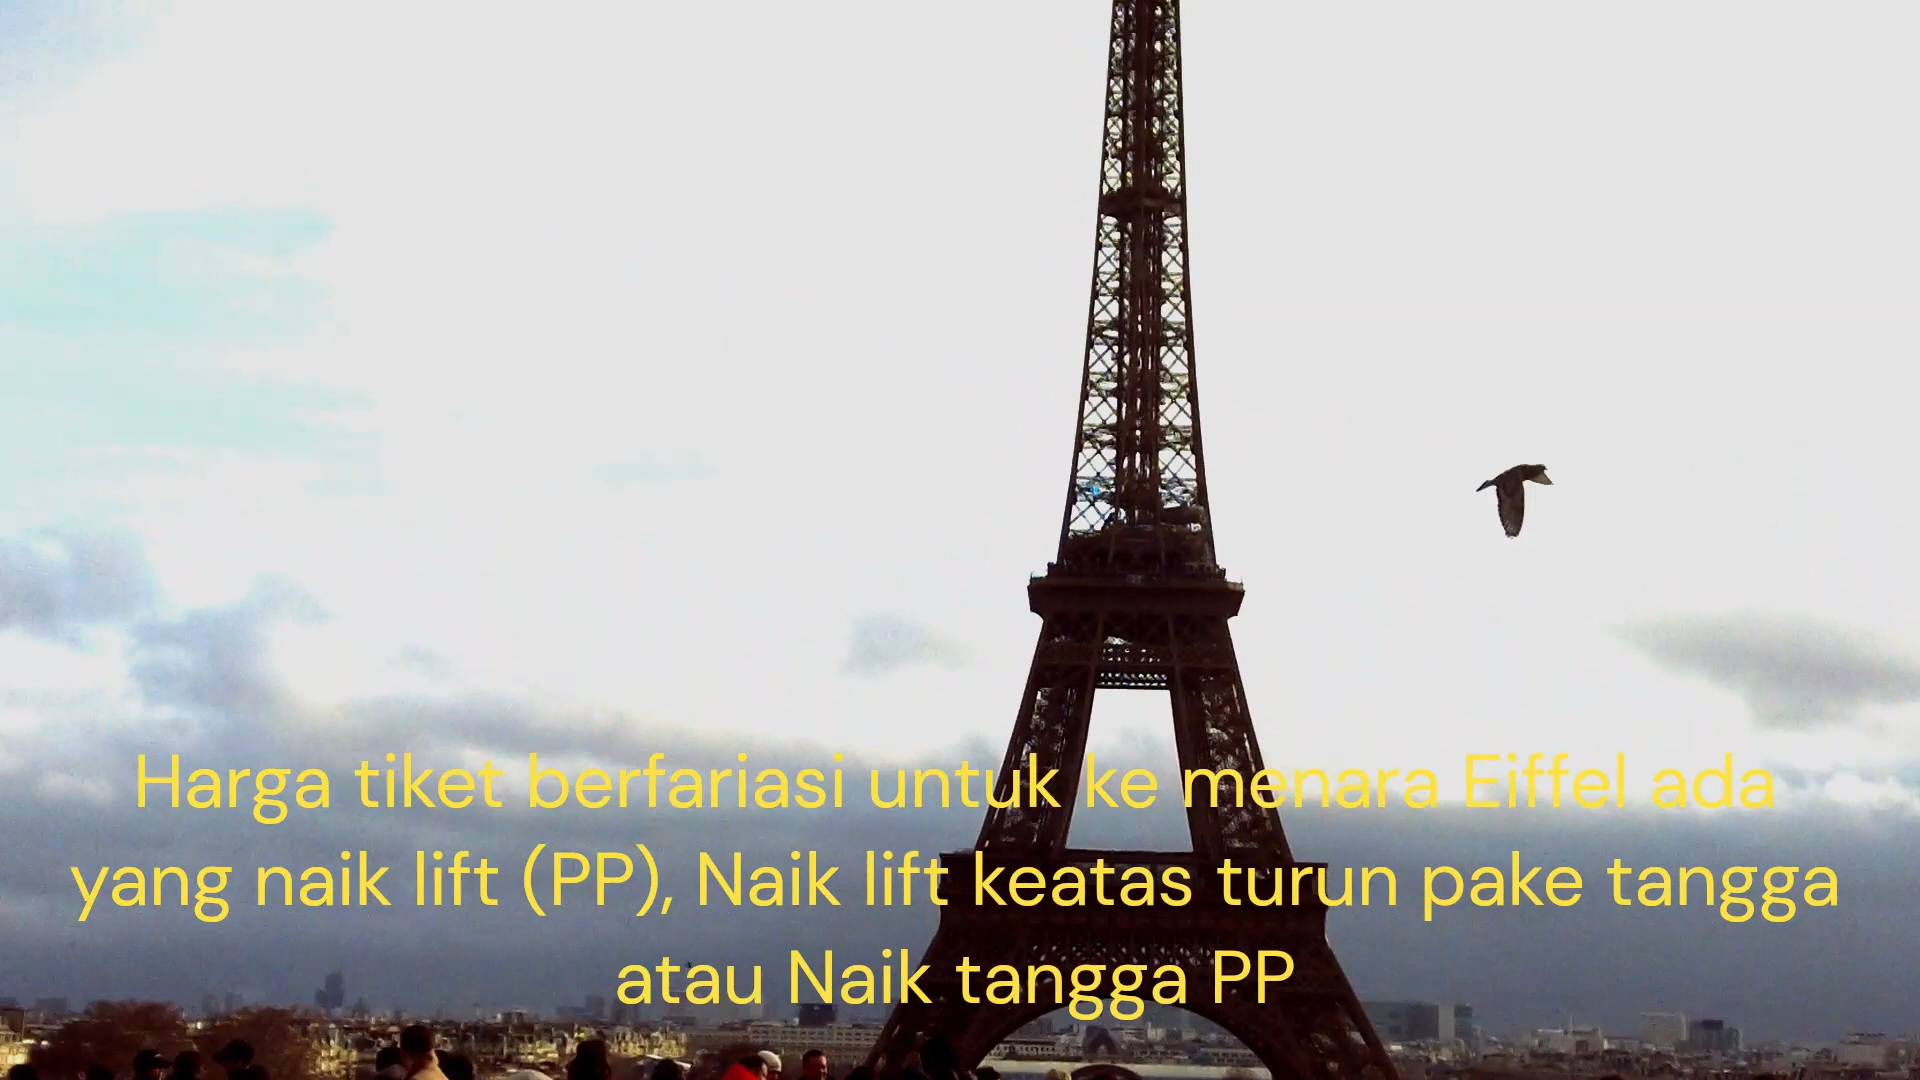 Harga tiket berfariasi untuk ke menara Eiffel ada
yang naik lift (PP), Naik lift keatas turun pake tangga
atau Naik tangga PP